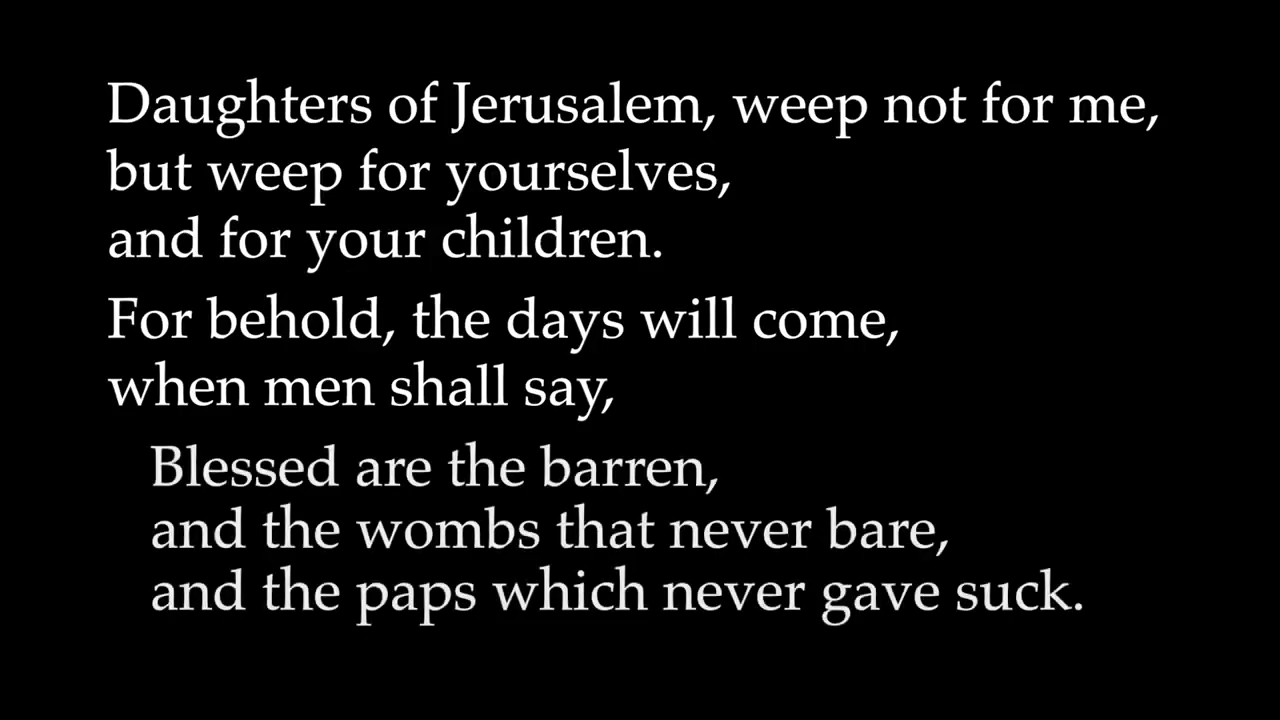 Daughters of Jerusalem, weep not for me,
but weep for yourselves,
and for your children.
For behold, the days will come,
when men shall say,
Blessed are the barren,
and the wombs that never bare,
and the paps which never gave suck.